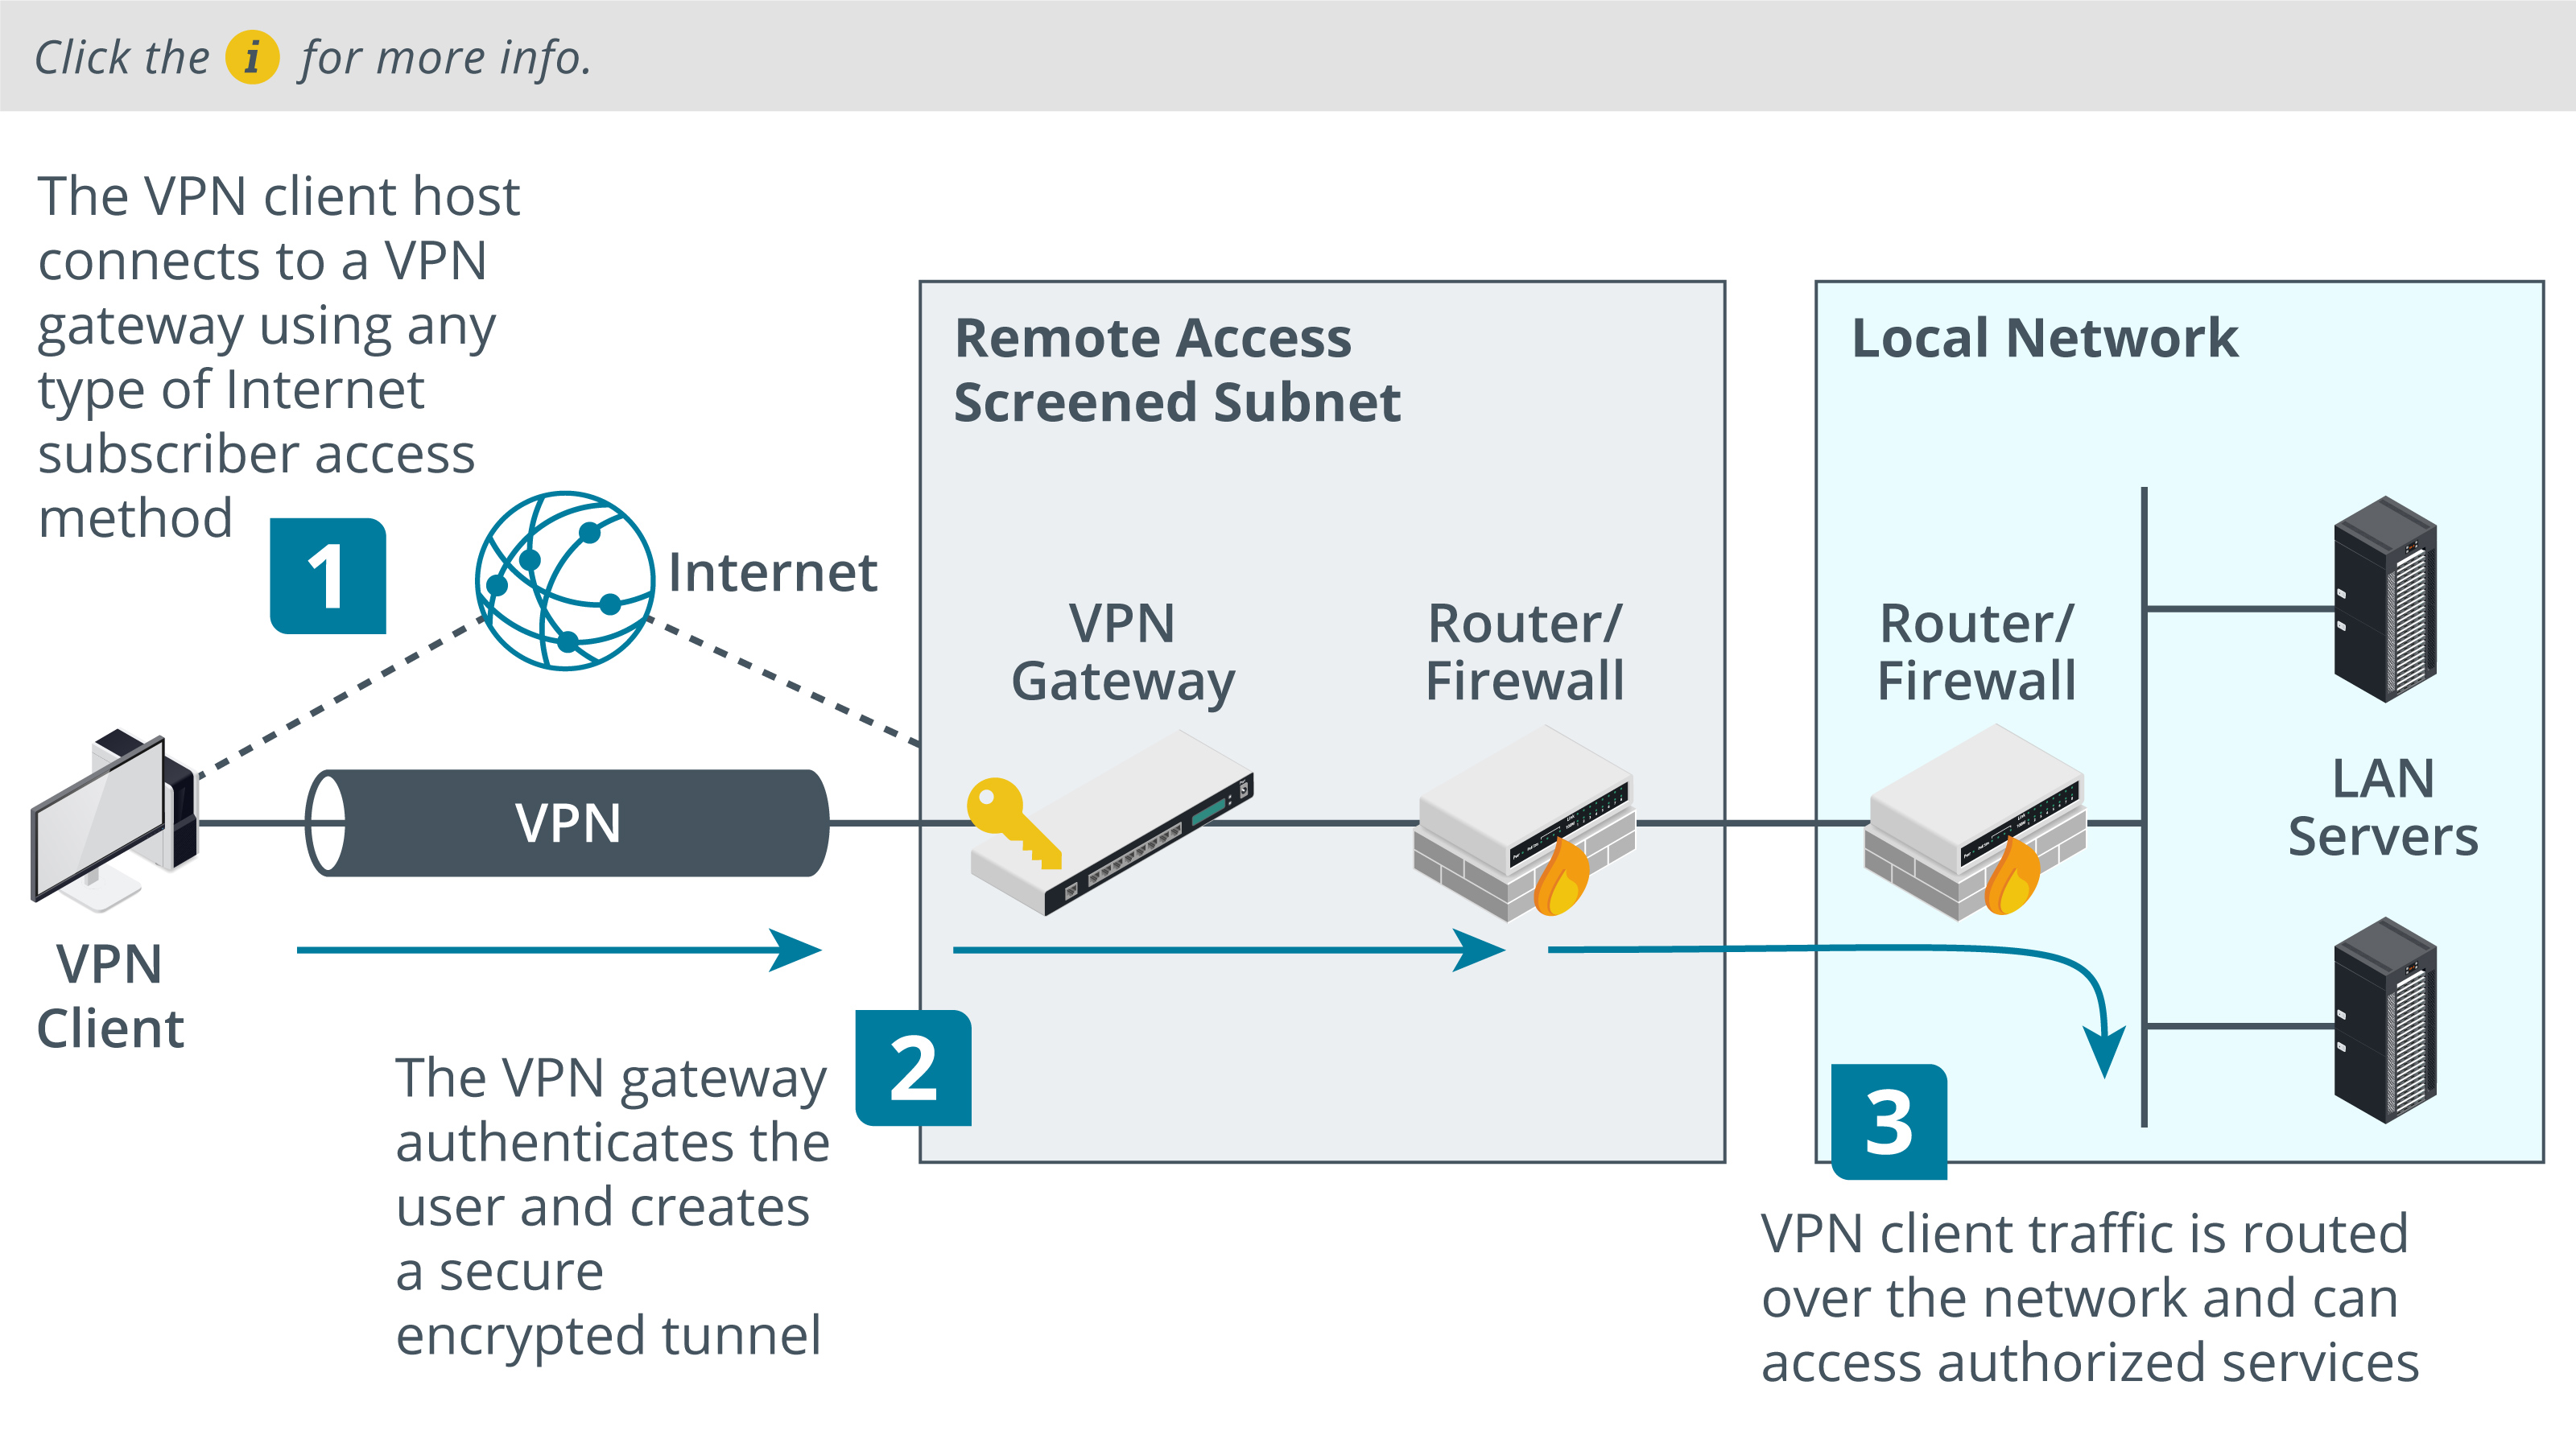 Click the i for more info.
The VPN client host
connects to a VPN
gateway using any
type of Internet
subscriber access
method
1
Internet
Remote Access
Screened Subnet
Local Network
VPN
Gateway
Router/
Firewall
Router/
Firewall
LAN
Servers
VPN
VPN
Client
2
The VPN gateway
authenticates the
user and creates
a secure
encrypted tunnel
3
VPN client traffic is routed
over the network and can
access authorized services